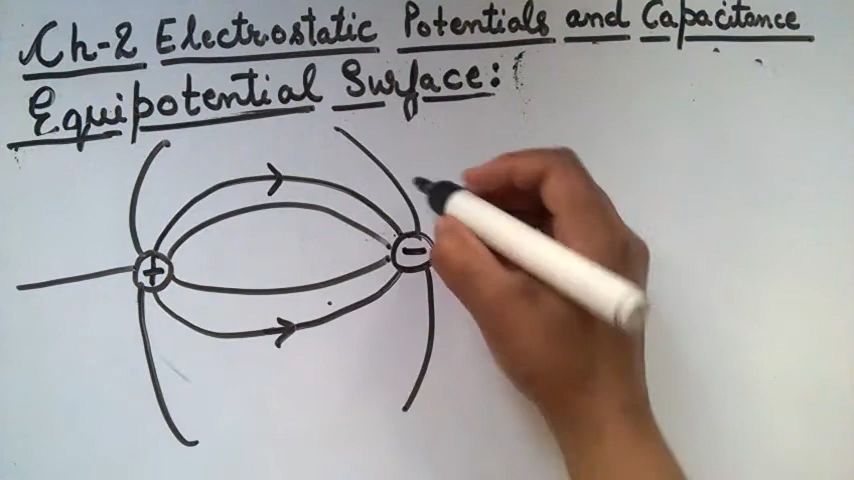 Ch-2 Electrostatic Potentials and Capacitance
Equipotential Surface:
+ -